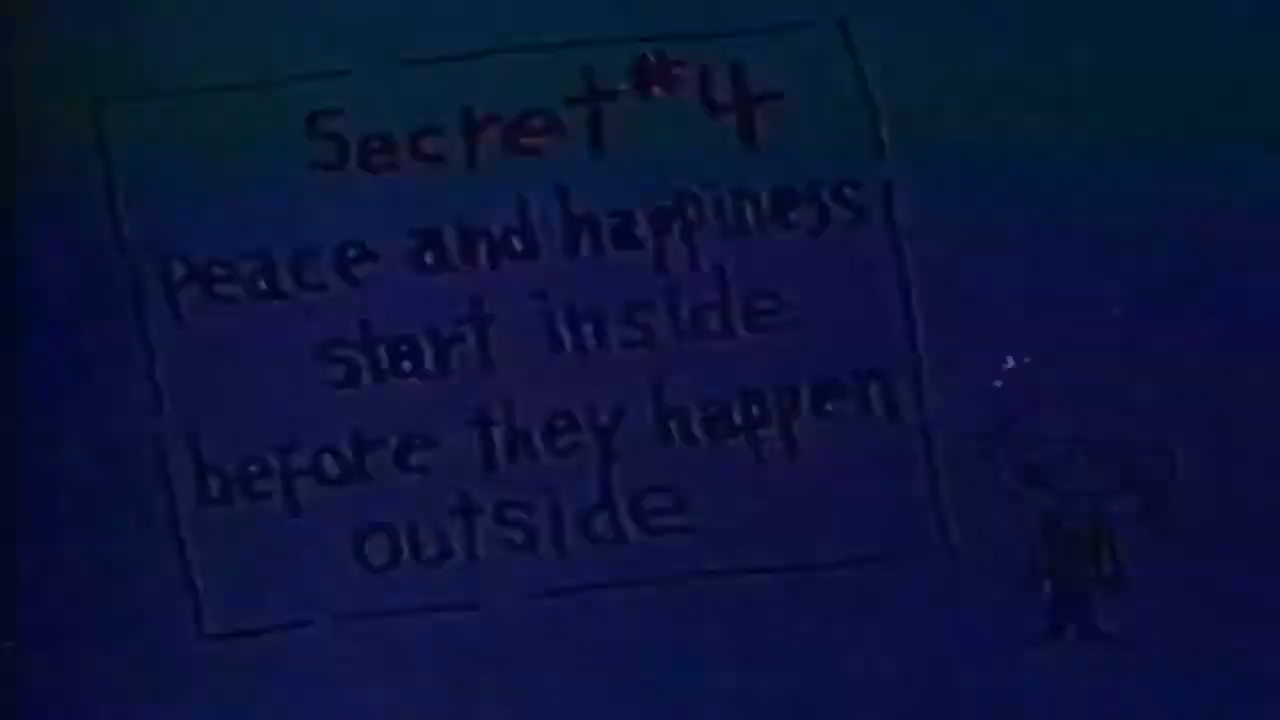 Secret #4
Peace and happiness
start inside
before they happen
outside